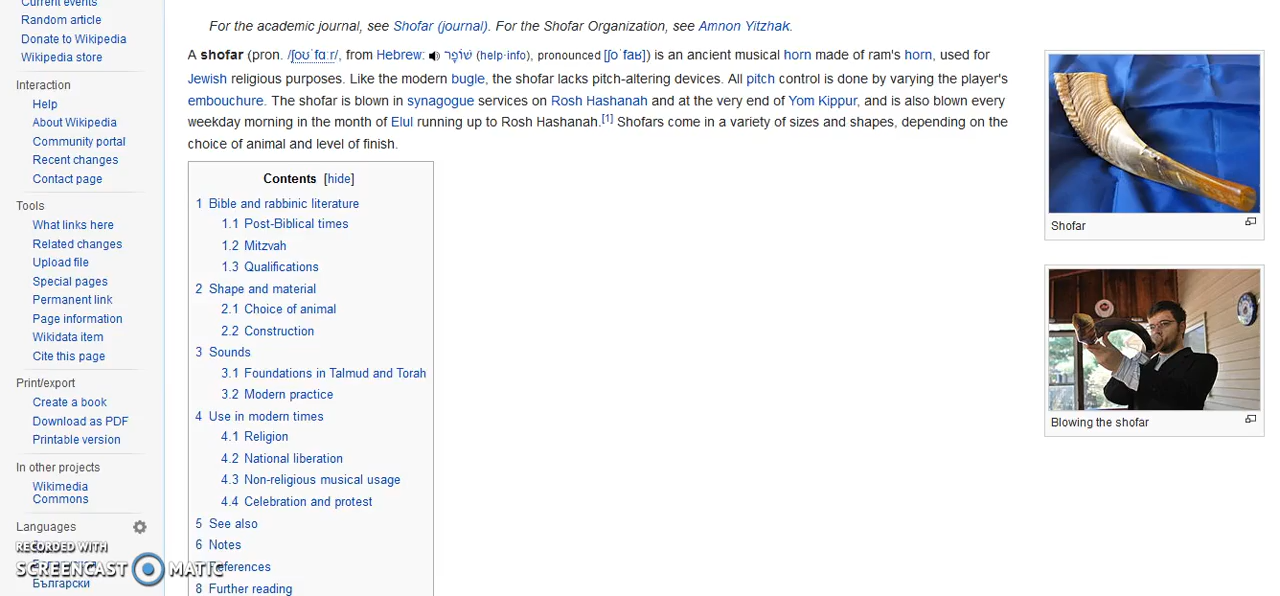 Current events
Random article
Donate to Wikipedia
Wikipedia store
Interaction
Help
About Wikipedia
Community portal
Recent changes
Contact page
Tools
What links here
Related changes
Upload file
Special pages
Permanent link
Page information
Wikidata item
Cite this page
Print/export
Create a book
Download as PDF
Printable version
In other projects
Wikimedia
Commons
Languages
Български
RECORDED WITH
SCREENCAST MATIC
For the academic journal, see Shofar (journal). For the Shofar Organization, see Amnon Yitzhak.
A shofar (pron. /ʃoʊˈfɑːr/, from Hebrew: שׁוֹפָר (help·info), pronounced [ʃoˈfaʁ]) is an ancient musical horn made of ram's horn, used for
Jewish religious purposes. Like the modern bugle, the shofar lacks pitch-altering devices. All pitch control is done by varying the player's
embouchure. The shofar is blown in synagogue services on Rosh Hashanah and at the very end of Yom Kippur, and is also blown every
weekday morning in the month of Elul running up to Rosh Hashanah.[1] Shofars come in a variety of sizes and shapes, depending on the
choice of animal and level of finish.
Contents [hide]
1 Bible and rabbinic literature
1.1 Post-Biblical times
1.2 Mitzvah
1.3 Qualifications
2 Shape and material
2.1 Choice of animal
2.2 Construction
3 Sounds
3.1 Foundations in Talmud and Torah
3.2 Modern practice
4 Use in modern times
4.1 Religion
4.2 National liberation
4.3 Non-religious musical usage
4.4 Celebration and protest
5 See also
6 Notes
References
8 Further reading
Shofar
Blowing the shofar